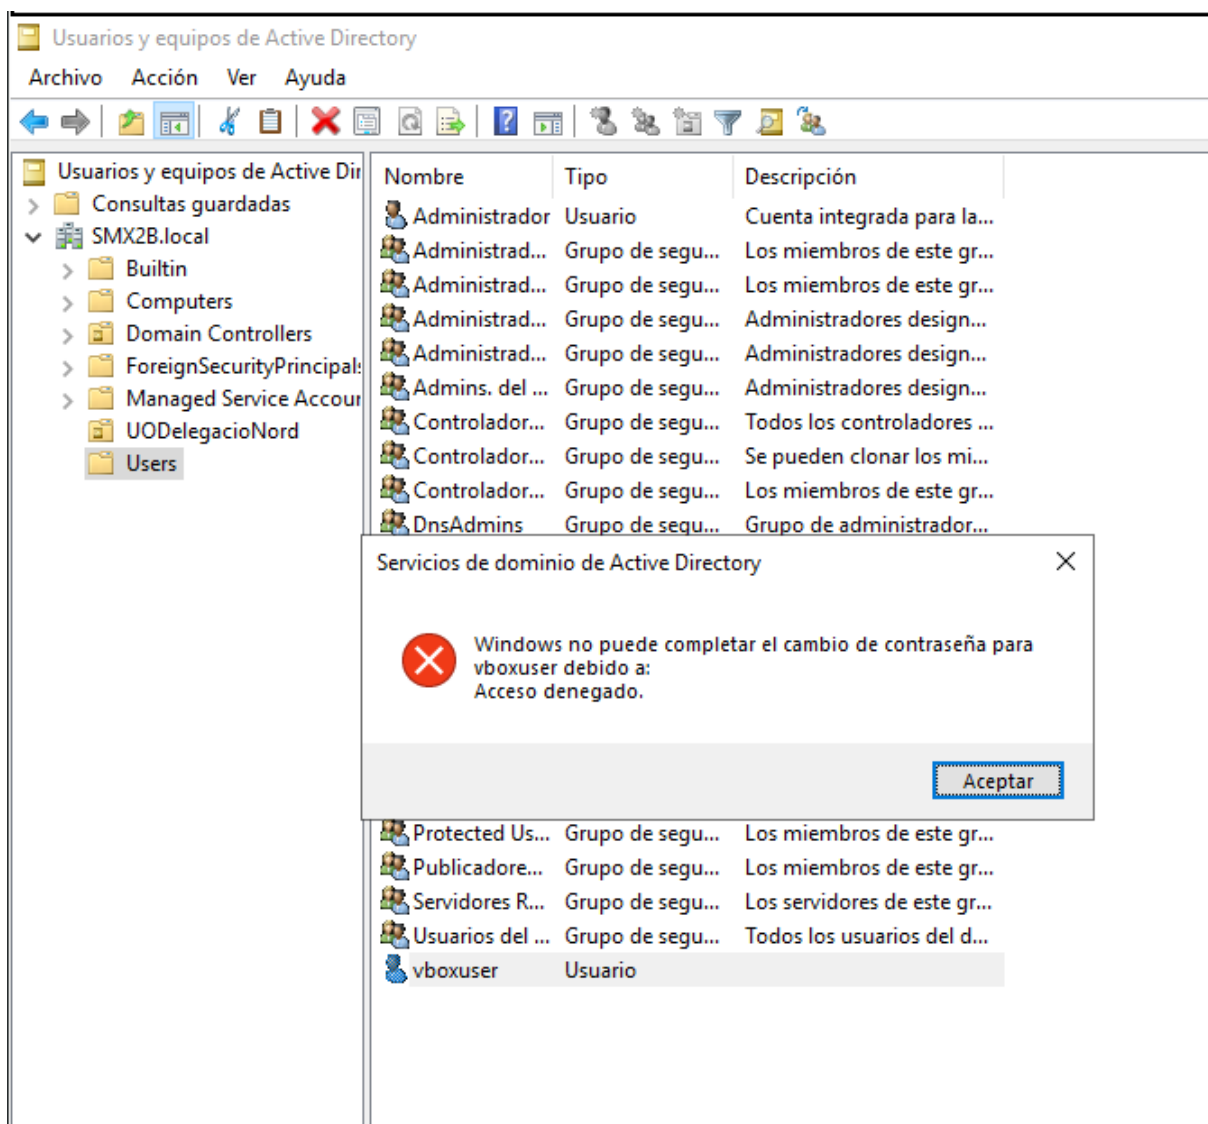 Usuarios y equipos de Active Directory
Archivo Acción Ver Ayuda
Usuarios y equipos de Active Dir
Consultas guardadas
SMX2B.local
Builtin
Computers
Domain Controllers
ForeignSecurityPrincipals
Managed Service Accour
UODelegacioNord
Users
Nombre Tipo Descripción
Administrador Usuario Cuenta integrada para la...
Administrad... Grupo de segu... Los miembros de este gr...
Administrad... Grupo de segu... Los miembros de este gr...
Administrad... Grupo de segu... Administradores design...
Administrad... Grupo de segu... Administradores design...
Admins. del ... Grupo de segu... Administradores design...
Controlador... Grupo de segu... Todos los controladores ...
Controlador... Grupo de segu... Se pueden clonar los mi...
Controlador... Grupo de segu... Los miembros de este gr...
DnsAdmins Grupo de segu... Grupo de administrador...
Servicios de dominio de Active Directory
Windows no puede completar el cambio de contraseña para
vboxuser debido a:
Acceso denegado.
Aceptar
Protected Us... Grupo de segu... Los miembros de este gr...
Publicadore... Grupo de segu... Los miembros de este gr...
Servidores R... Grupo de segu... Los servidores de este gr...
Usuarios del ... Grupo de segu... Todos los usuarios del d...
vboxuser Usuario